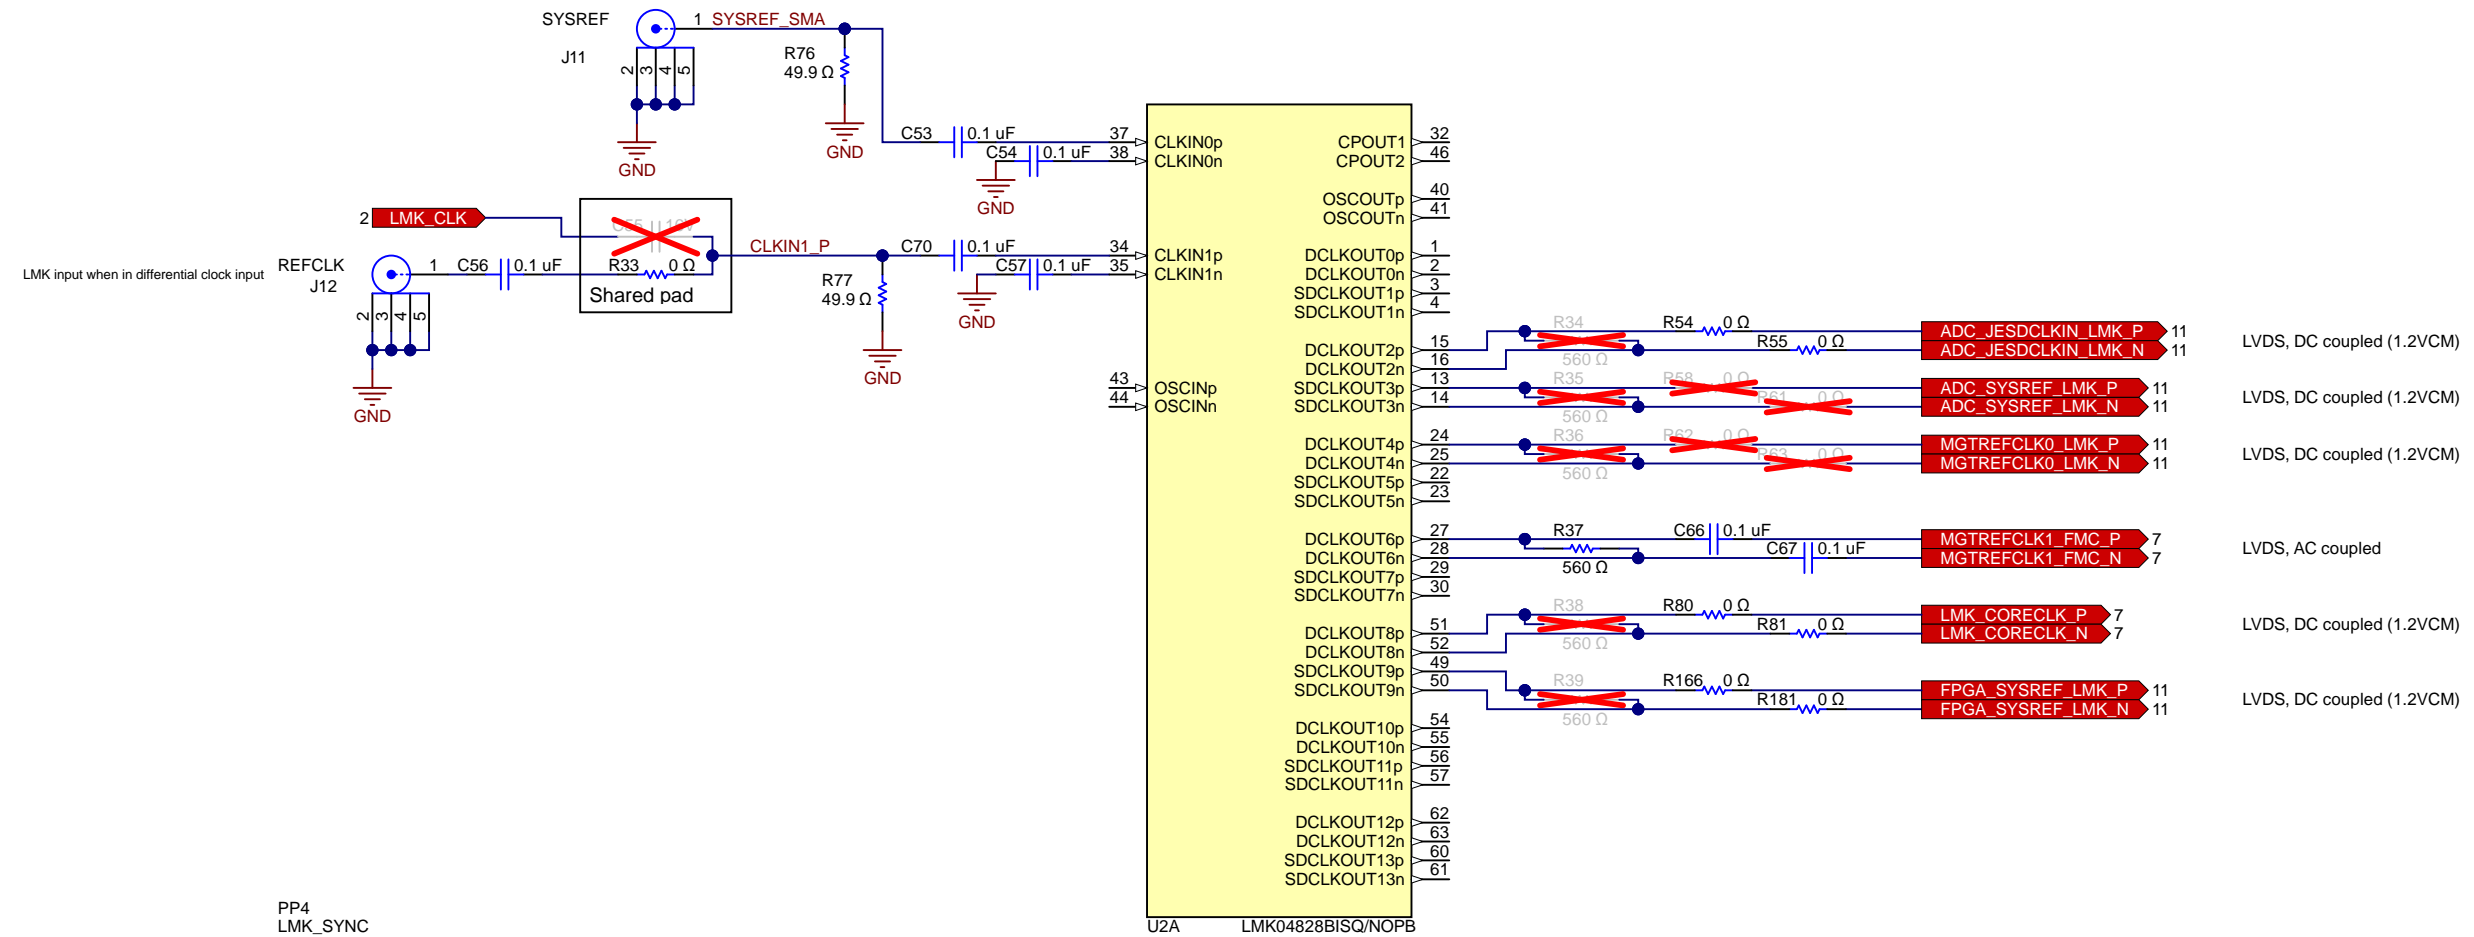 SYSREF
J11
1 SYSREF_SMA
2 3 4 5
GND
R76
49.9 Ω
GND
C53 0.1 uF
C54 0.1 uF
GND
2 LMK_CLK
10V
R33 0 Ω
Shared pad
LMK input when in differential clock input
REFCLK
J12
1 C56 0.1 uF
2 3 4 5
GND
CLKIN1_P
R77
49.9 Ω
GND
C70 0.1 uF
C57 0.1 uF
GND
37 CLKIN0p
38 CLKIN0n
34 CLKIN1p
35 CLKIN1n
43 OSCINp
44 OSCINn
CPOUT1 32
CPOUT2 46
OSCOUTp 40
OSCOUTn 41
DCLKOUT0p 1
DCLKOUT0n 2
SDCLKOUT1p 3
SDCLKOUT1n 4
DCLKOUT2p 15
DCLKOUT2n 16
SDCLKOUT3p 13
SDCLKOUT3n 14
DCLKOUT4p 24
DCLKOUT4n 25
SDCLKOUT5p 22
SDCLKOUT5n 23
DCLKOUT6p 27
DCLKOUT6n 28
SDCLKOUT7p 29
SDCLKOUT7n 30
DCLKOUT8p 51
DCLKOUT8n 52
SDCLKOUT9p 49
SDCLKOUT9n 50
DCLKOUT10p 54
DCLKOUT10n 55
SDCLKOUT11p 56
SDCLKOUT11n 57
DCLKOUT12p 62
DCLKOUT12n 63
SDCLKOUT13p 60
SDCLKOUT13n 61
U2A LMK04828BISQ/NOPB
R34
560 Ω
R54 0 Ω
R55 0 Ω
ADC_JESDCLKIN_LMK_P 11
ADC_JESDCLKIN_LMK_N 11
LVDS, DC coupled (1.2VCM)
R35
560 Ω
R58 0 Ω
R61 0 Ω
ADC_SYSREF_LMK_P 11
ADC_SYSREF_LMK_N 11
LVDS, DC coupled (1.2VCM)
R36
560 Ω
R62 0 Ω
R63 0 Ω
MGTREFCLK0_LMK_P 11
MGTREFCLK0_LMK_N 11
LVDS, DC coupled (1.2VCM)
R37
560 Ω
C66 0.1 uF
C67 0.1 uF
MGTREFCLK1_FMC_P 7
MGTREFCLK1_FMC_N 7
LVDS, AC coupled
R38
560 Ω
R80 0 Ω
R81 0 Ω
LMK_CORECLK_P 7
LMK_CORECLK_N 7
LVDS, DC coupled (1.2VCM)
R39
560 Ω
R166 0 Ω
R181 0 Ω
FPGA_SYSREF_LMK_P 11
FPGA_SYSREF_LMK_N 11
LVDS, DC coupled (1.2VCM)
PP4
LMK_SYNC